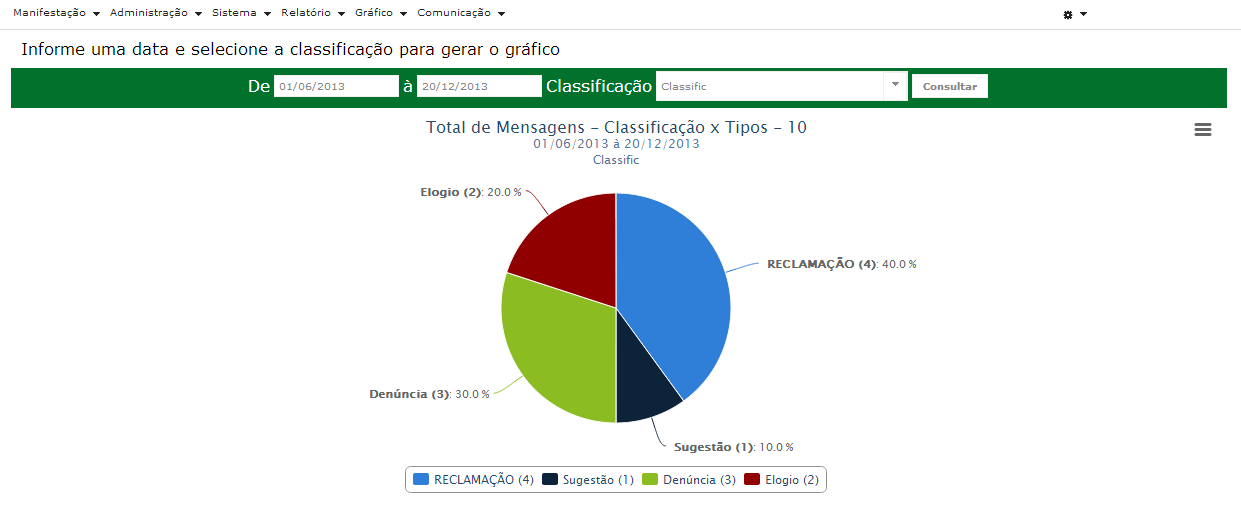 Manifestação Administração Sistema Relatório Gráfico Comunicação
Informe uma data e selecione a classificação para gerar o gráfico
De 01/06/2013 à 20/12/2013 Classificação Classific Consultar
Total de Mensagens - Classificação x Tipos - 10
01/06/2013 à 20/12/2013
Classific
Elogio (2): 20.0 %
RECLAMAÇÃO (4): 40.0 %
Denúncia (3): 30.0 %
Sugestão (1): 10.0 %
RECLAMAÇÃO (4) Sugestão (1) Denúncia (3) Elogio (2)